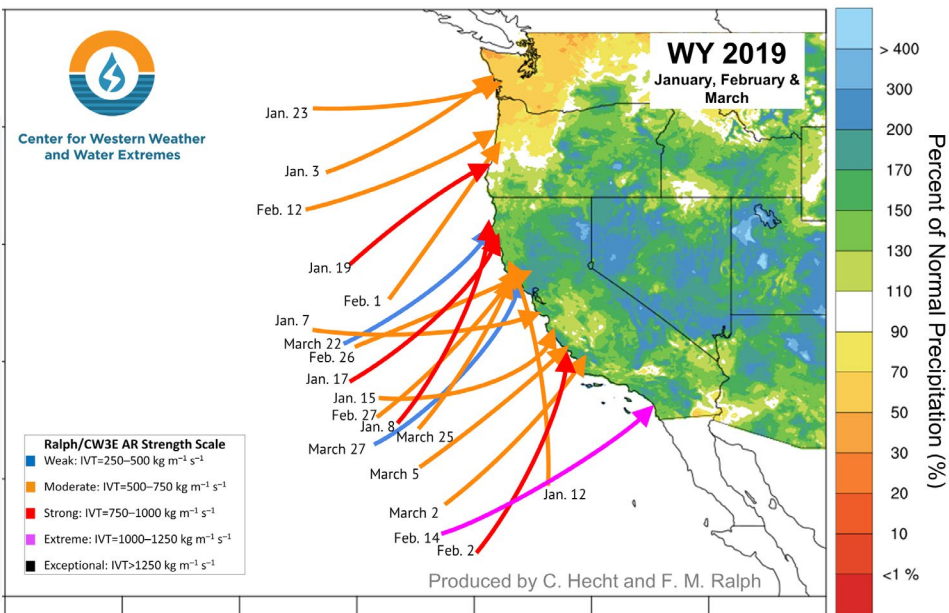 WY 2019
January, February &
March
Center for Western Weather
and Water Extremes
Jan. 23
Jan. 3
Feb. 12
Jan. 19
Feb. 1
Jan. 7
March 22
Feb. 26
Jan. 17
Jan. 15
Feb. 27
Jan. 8
March 25
March 27
March 5
Jan. 12
March 2
Feb. 14
Feb. 2
Ralph/CW3E AR Strength Scale
Weak: IVT=250–500 kg m⁻¹ s⁻¹
Moderate: IVT=500–750 kg m⁻¹ s⁻¹
Strong: IVT=750–1000 kg m⁻¹ s⁻¹
Extreme: IVT=1000–1250 kg m⁻¹ s⁻¹
Exceptional: IVT>1250 kg m⁻¹ s⁻¹
Produced by C. Hecht and F. M. Ralph
> 400
300
200
170
150
130
110
90
70
50
30
20
10
<1 %
Percent of Normal Precipitation (%)